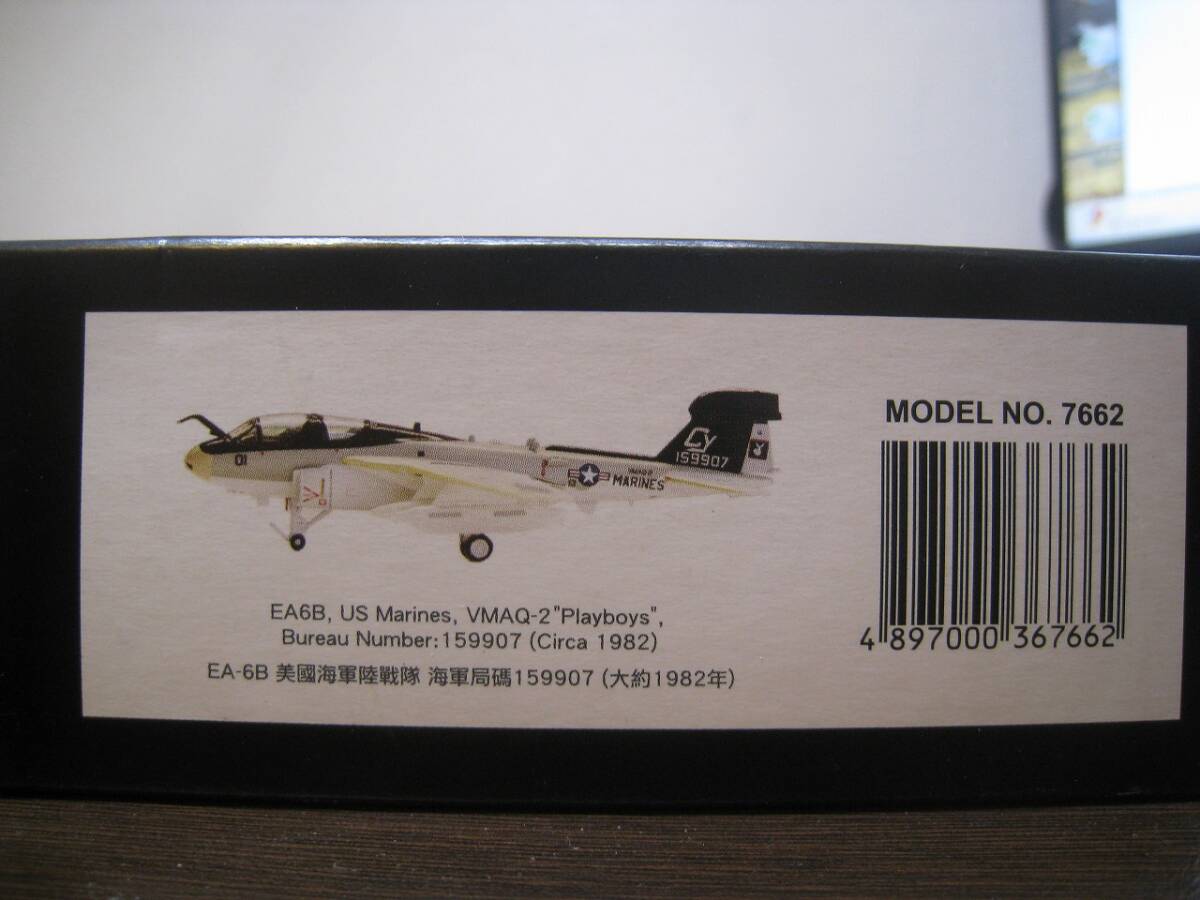 MODEL NO. 7662
01
CY
159907
VMAQ-2
MARINES
EA6B, US Marines, VMAQ-2"Playboys",
Bureau Number:159907 (Circa 1982)
EA-6B 美國海軍陸戰隊 海軍局碼159907 (大約1982年)
4 897000 367662